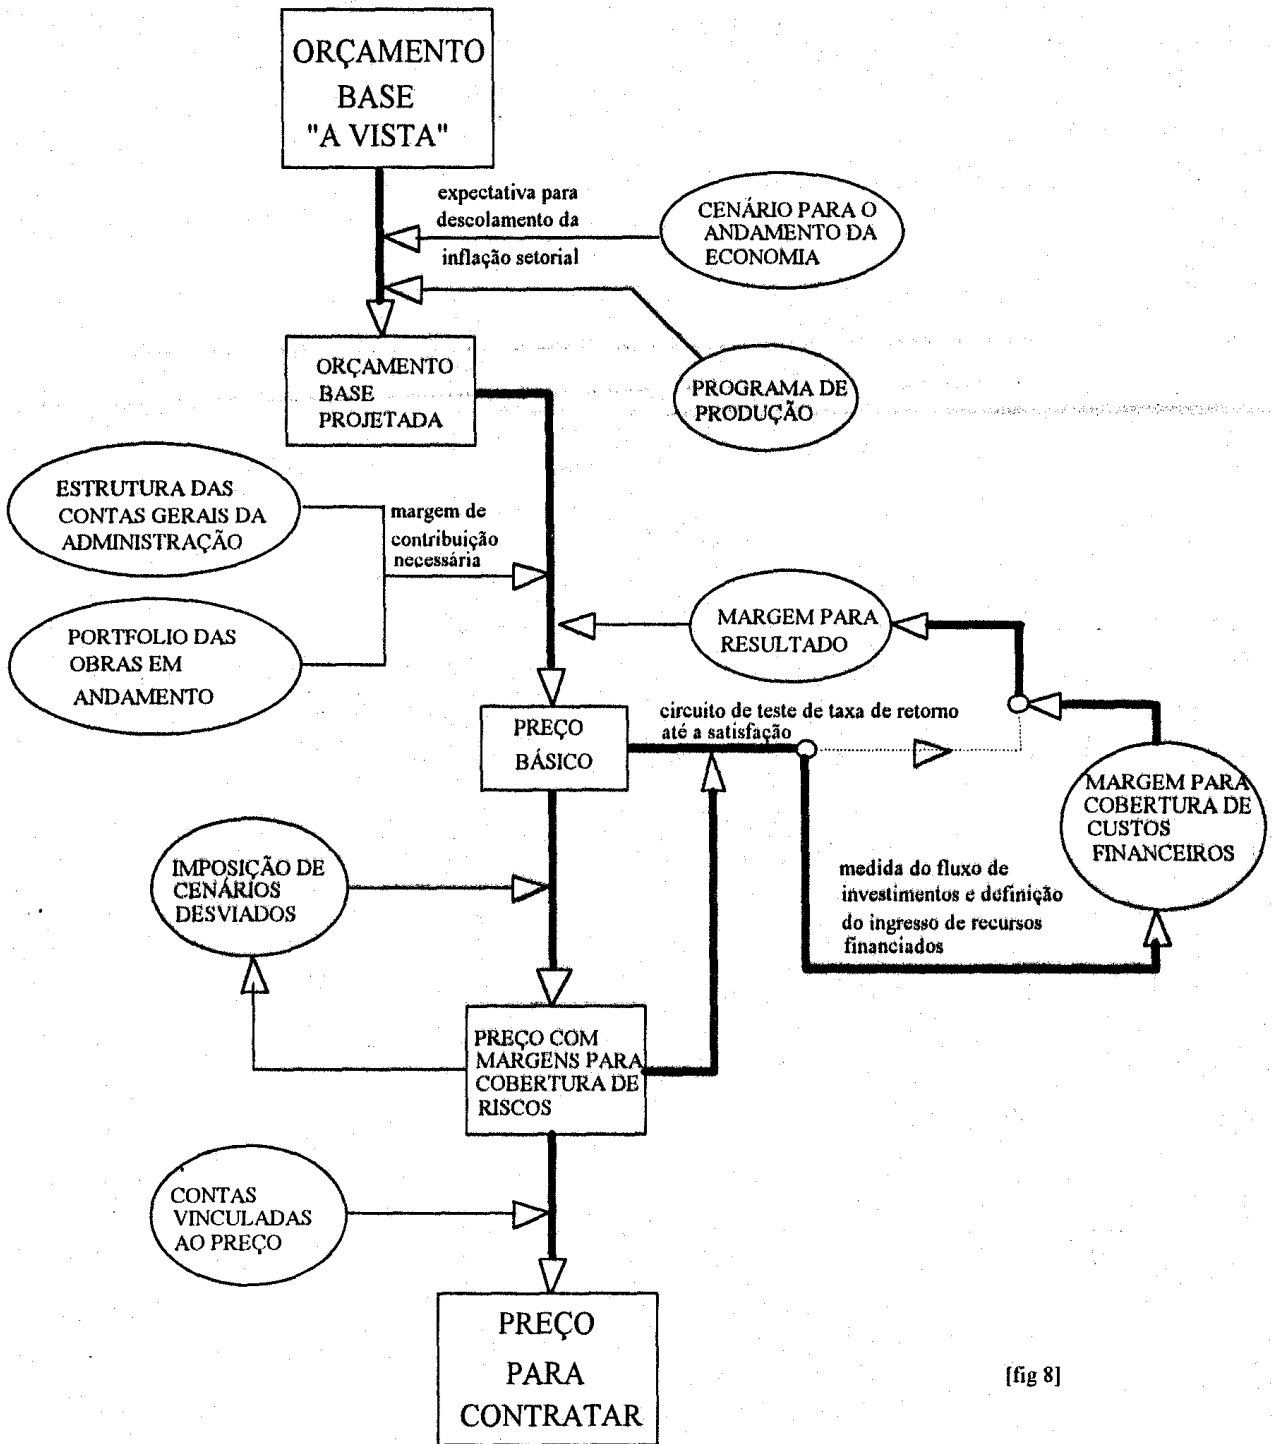 ORÇAMENTO
BASE
"A VISTA"
expectativa para
descolamento da
inflação setorial
CENÁRIO PARA O
ANDAMENTO DA
ECONOMIA
ORÇAMENTO
BASE
PROJETADA
PROGRAMA DE
PRODUÇÃO
ESTRUTURA DAS
CONTAS GERAIS DA
ADMINISTRAÇÃO
margem de
contribuição
necessária
PORTFOLIO DAS
OBRAS EM
ANDAMENTO
MARGEM PARA
RESULTADO
PREÇO
BÁSICO
circuito de teste de taxa de retorno
até a satisfação
MARGEM PARA
COBERTURA DE
CUSTOS
FINANCEIROS
IMPOSIÇÃO DE
CENÁRIOS
DESVIADOS
medida do fluxo de
investimentos e definição
do ingresso de recursos
financiados
PREÇO COM
MARGENS PARA
COBERTURA DE
RISCOS
CONTAS
VINCULADAS
AO PREÇO
PREÇO
PARA
CONTRATAR
[fig 8]